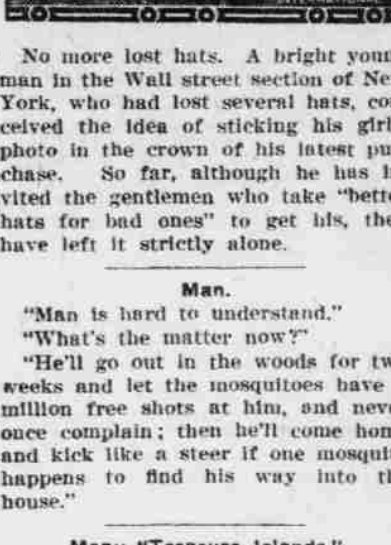 No more lost hats. A bright youn
man in the Wall street section of Ne
York, who had lost several hats, co
ceived the idea of sticking his girl
photo in the crown of his latest pu
chase. So far, although he has i
vited the gentlemen who take "bette
hats for bad ones" to get his, the
have left it strictly alone.
Man.
"Man is hard to understand."
"What's the matter now?"
"He'll go out in the woods for tw
weeks and let the mosquitoes have
million free shots at him, and neve
once complain; then he'll come hom
and kick like a steer if one mosqui
happens to find his way into th
house."